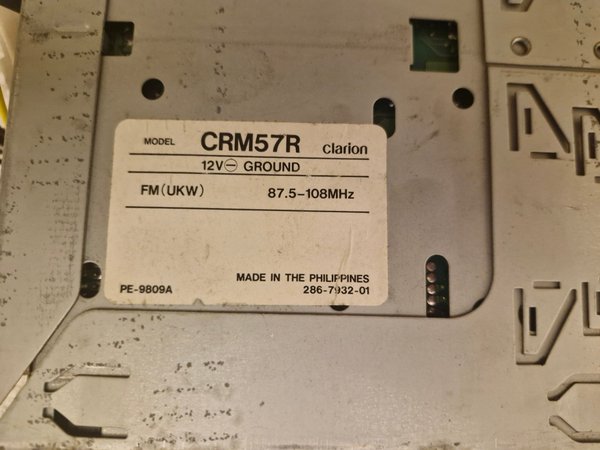 MODEL CRM57R Clarion
12V⊖ GROUND
FM(UKW) 87.5-108MHz
MADE IN THE PHILIPPINES
PE-9809A 286-7932-01